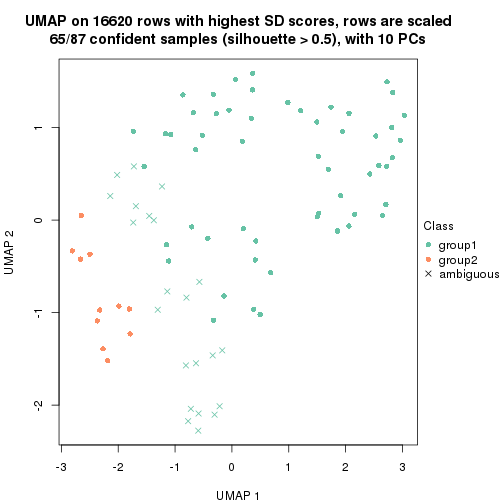 UMAP on 16620 rows with highest SD scores, rows are scaled
65/87 confident samples (silhouette > 0.5), with 10 PCs
1
0
-1
-2
UMAP 2
-3 -2 -1 0 1 2 3
UMAP 1
Class
group1
group2
ambiguous